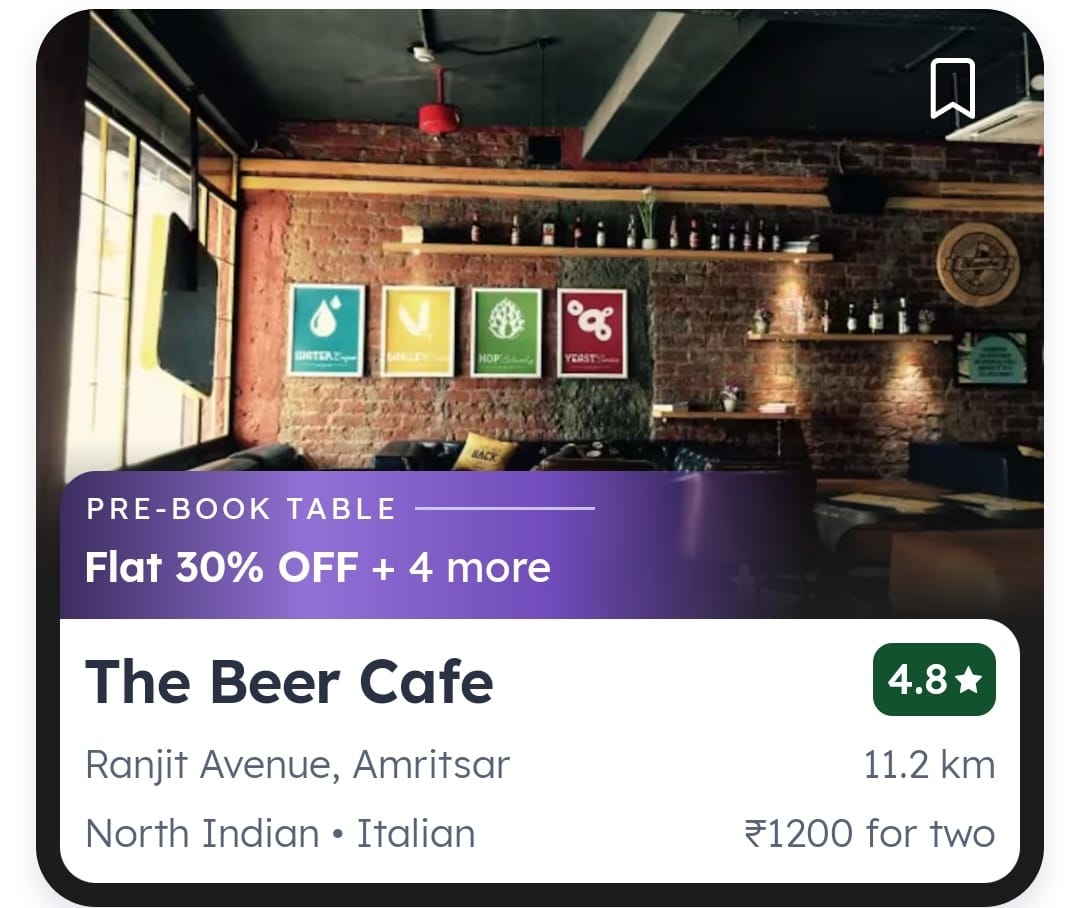 WATER
BARLEY
HOP
YEAST
BACK
PRE-BOOK TABLE
Flat 30% OFF + 4 more
The Beer Cafe
4.8★
Ranjit Avenue, Amritsar
11.2 km
North Indian • Italian
₹1200 for two